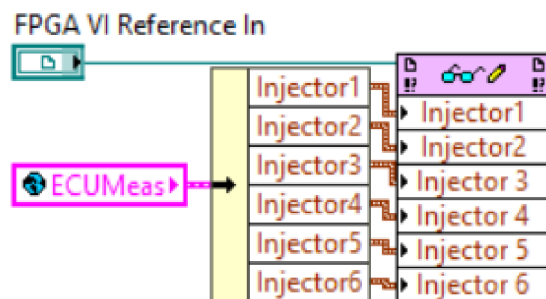 FPGA VI Reference In
ECUMeas
Injector1
Injector2
Injector3
Injector4
Injector5
Injector6
!?
!?
Injector1
Injector2
Injector 3
Injector 4
Injector 5
Injector 6